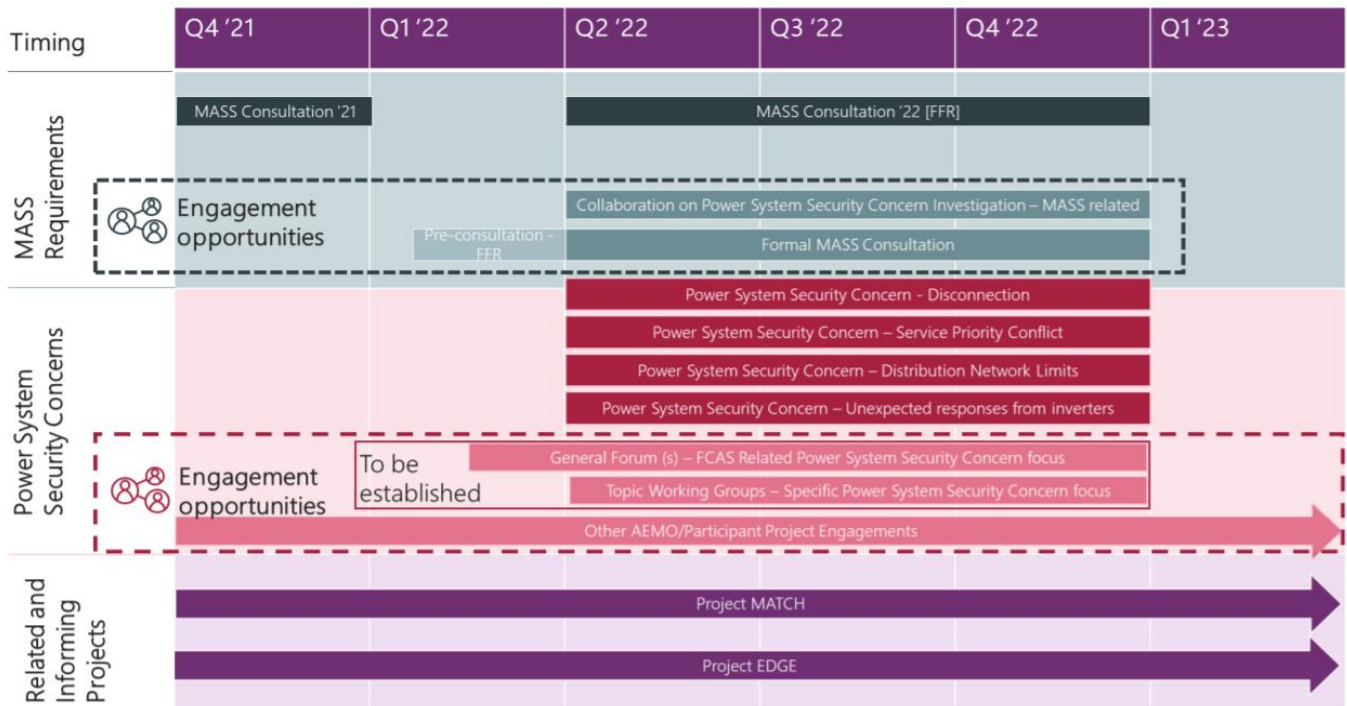 Timing
Q4 '21
Q1 '22
Q2 '22
Q3 '22
Q4 '22
Q1 '23
MASS
Requirements
MASS Consultation '21
MASS Consultation '22 [FFR]
Engagement
opportunities
Collaboration on Power System Security Concern Investigation – MASS related
Pre-consultation -
FFR
Formal MASS Consultation
Power System
Security Concerns
Power System Security Concern - Disconnection
Power System Security Concern – Service Priority Conflict
Power System Security Concern – Distribution Network Limits
Power System Security Concern – Unexpected responses from inverters
Engagement
opportunities
To be
established
General Forum (s) – FCAS Related Power System Security Concern focus
Topic Working Groups – Specific Power System Security Concern focus
Other AEMO/Participant Project Engagements
Related and
Informing
Projects
Project MATCH
Project EDGE